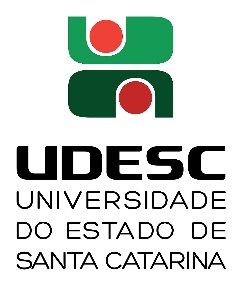 UDESC
UNIVERSIDADE
DO ESTADO DE
SANTA CATARINA